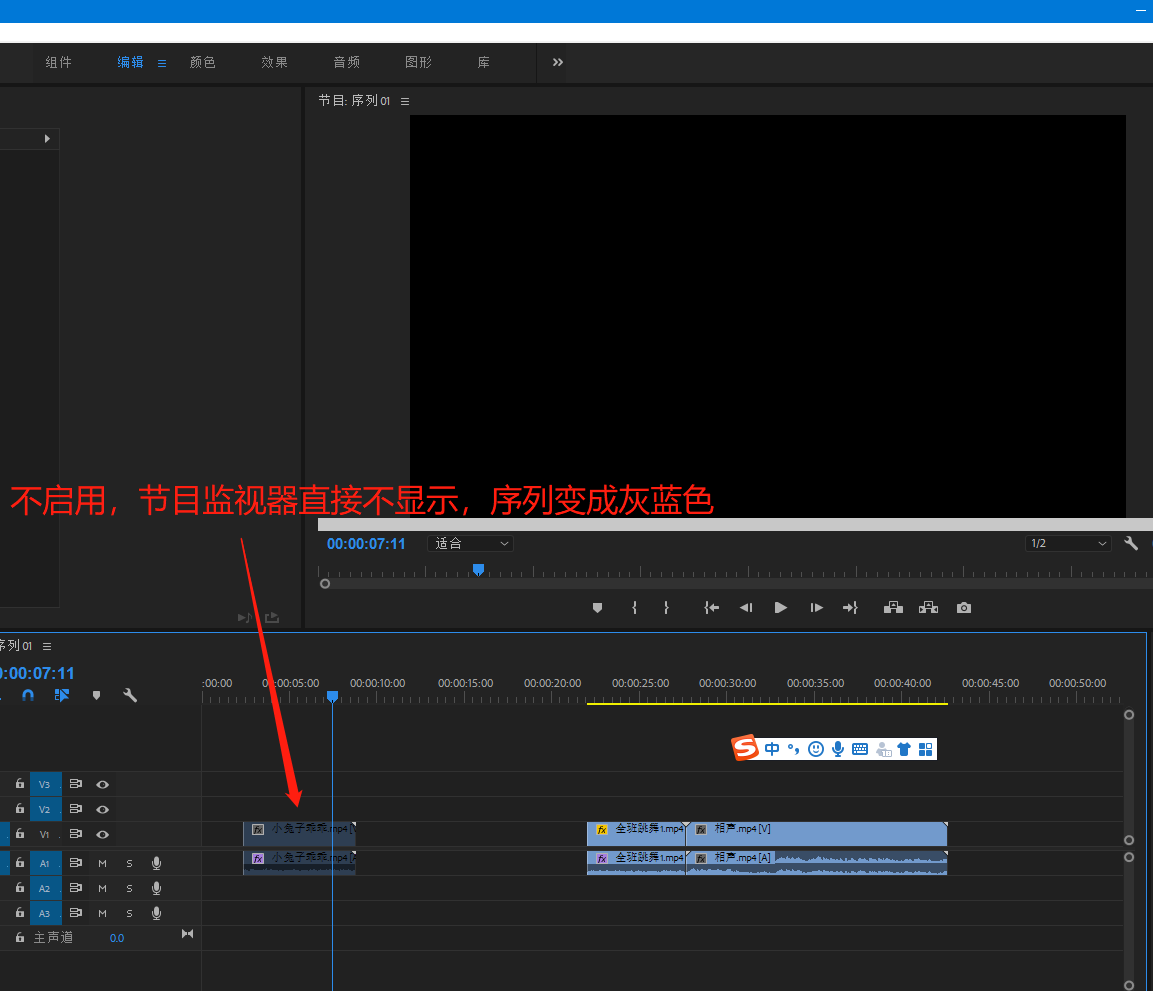 组件 编辑 颜色 效果 音频 图形 库
节目: 序列 01
不启用，节目监视器直接不显示，序列变成灰蓝色
00:00:07:11 适合 1/2
序列 01
0:00:07:11
:00:00 00:00:05:00 00:00:10:00 00:00:15:00 00:00:20:00 00:00:25:00 00:00:30:00 00:00:35:00 00:00:40:00 00:00:45:00 00:00:50:00
S 中
V3
V2
V1 fx 小兔子乖乖.mp4 [V fx 全班跳舞1.mp4 fx 相声.mp4 [V]
A1 M S fx 小兔子乖乖.mp4 [A fx 全班跳舞1.mp4 fx 相声.mp4 [A]
A2 M S
A3 M S
主声道 0.0